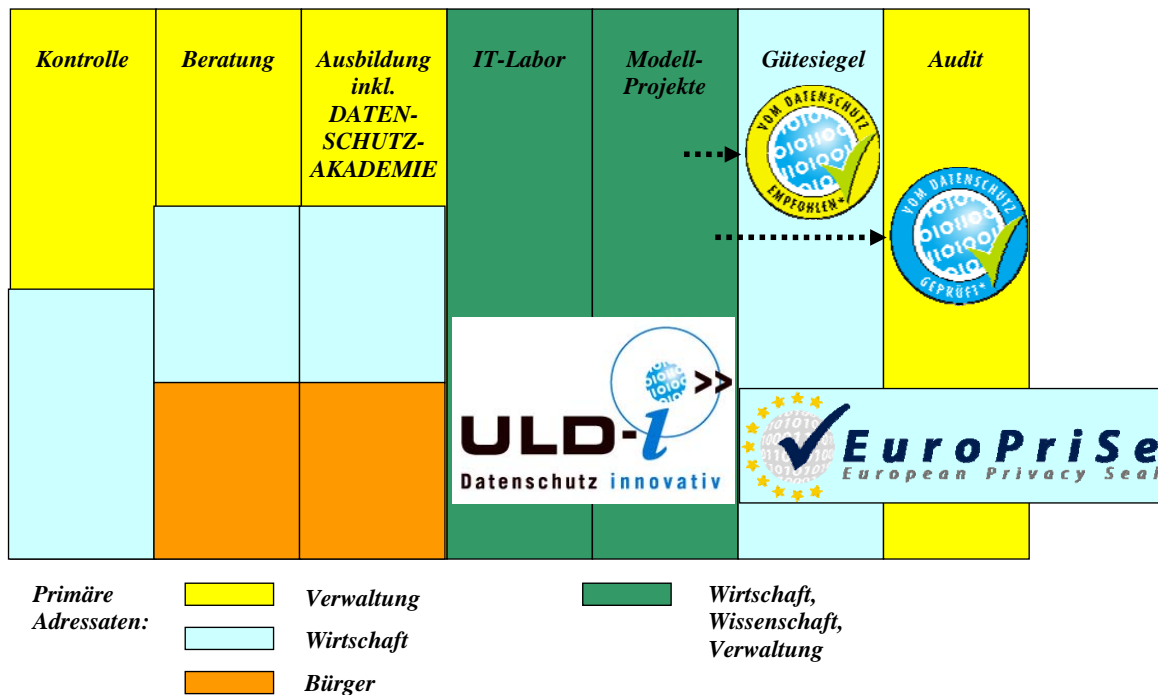 Kontrolle
Beratung
Ausbildung
inkl.
DATEN-
SCHUTZ-
AKADEMIE
IT-Labor
Modell-
Projekte
Gütesiegel
Audit
VOM DATENSCHUTZ
EMPFOHLEN*
VOM DATENSCHUTZ
GEPRÜFT*
>>
ULD-i
Datenschutz innovativ
EuroPriSe
European Privacy Seal
Primäre
Adressaten:
Verwaltung
Wirtschaft
Bürger
Wirtschaft,
Wissenschaft,
Verwaltung